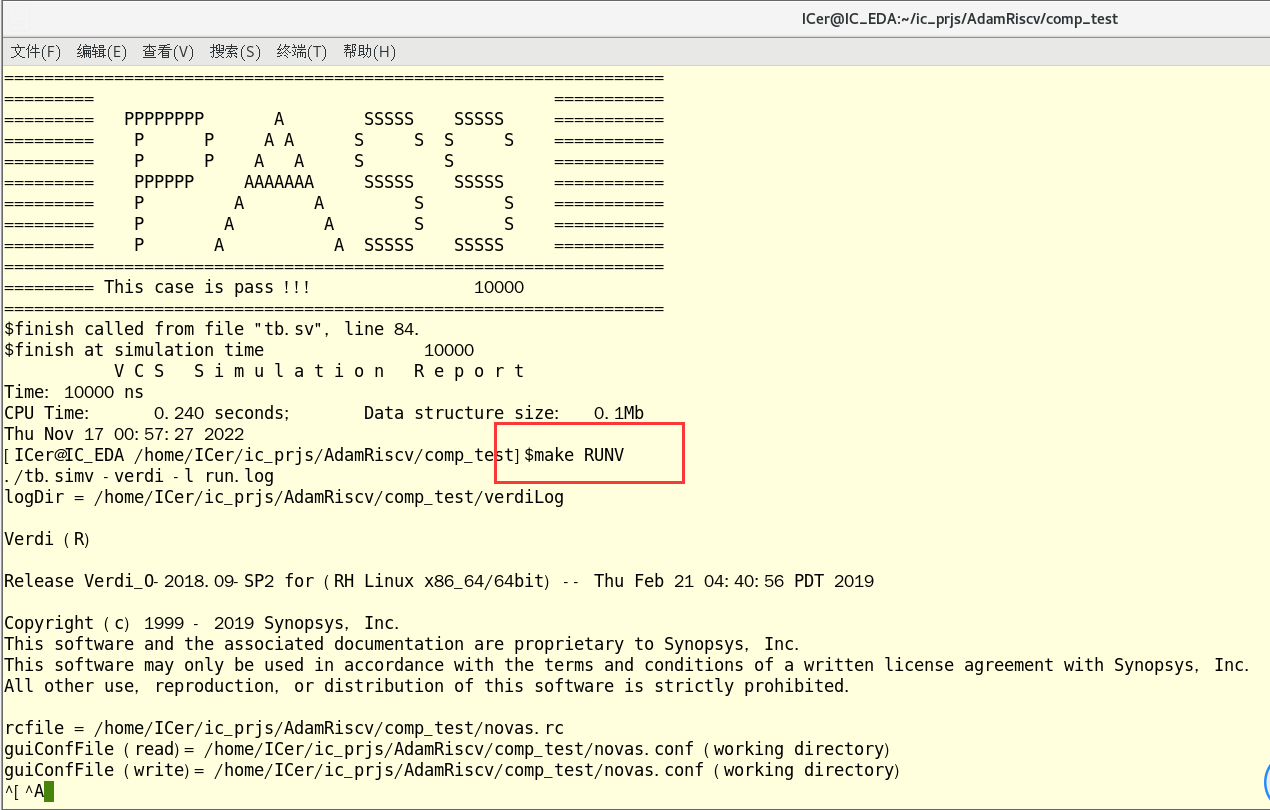 ICer@IC_EDA:~/ic_prjs/AdamRiscv/comp_test
文件(F) 编辑(E) 查看(V) 搜索(S) 终端(T) 帮助(H)
==================================================================
=========                                              ===========
=========   PPPPPPPP       A        SSSSS    SSSSS     ===========
=========    P      P     A A      S     S  S     S    ===========
=========    P      P    A   A     S        S          ===========
=========    PPPPPP     AAAAAAA     SSSSS    SSSSS     ===========
=========    P         A       A         S        S    ===========
=========    P        A         A        S        S    ===========
=========    P       A           A  SSSSS    SSSSS     ===========
==================================================================
========= This case is pass !!!                10000
==================================================================
$finish called from file "tb.sv", line 84.
$finish at simulation time                10000
           V C S   S i m u l a t i o n   R e p o r t
Time: 10000 ns
CPU Time:      0.240 seconds;       Data structure size:   0.1Mb
Thu Nov 17 00:57:27 2022
[ICer@IC_EDA /home/ICer/ic_prjs/AdamRiscv/comp_test]$make RUNV
./tb.simv -verdi -l run.log
logDir = /home/ICer/ic_prjs/AdamRiscv/comp_test/verdiLog
Verdi (R)
Release Verdi_O-2018.09-SP2 for (RH Linux x86_64/64bit) -- Thu Feb 21 04:40:56 PDT 2019
Copyright (c) 1999 - 2019 Synopsys, Inc.
This software and the associated documentation are proprietary to Synopsys, Inc.
This software may only be used in accordance with the terms and conditions of a written license agreement with Synopsys, Inc.
All other use, reproduction, or distribution of this software is strictly prohibited.
rcfile = /home/ICer/ic_prjs/AdamRiscv/comp_test/novas.rc
guiConfFile (read)= /home/ICer/ic_prjs/AdamRiscv/comp_test/novas.conf (working directory)
guiConfFile (write)= /home/ICer/ic_prjs/AdamRiscv/comp_test/novas.conf (working directory)
^[^A